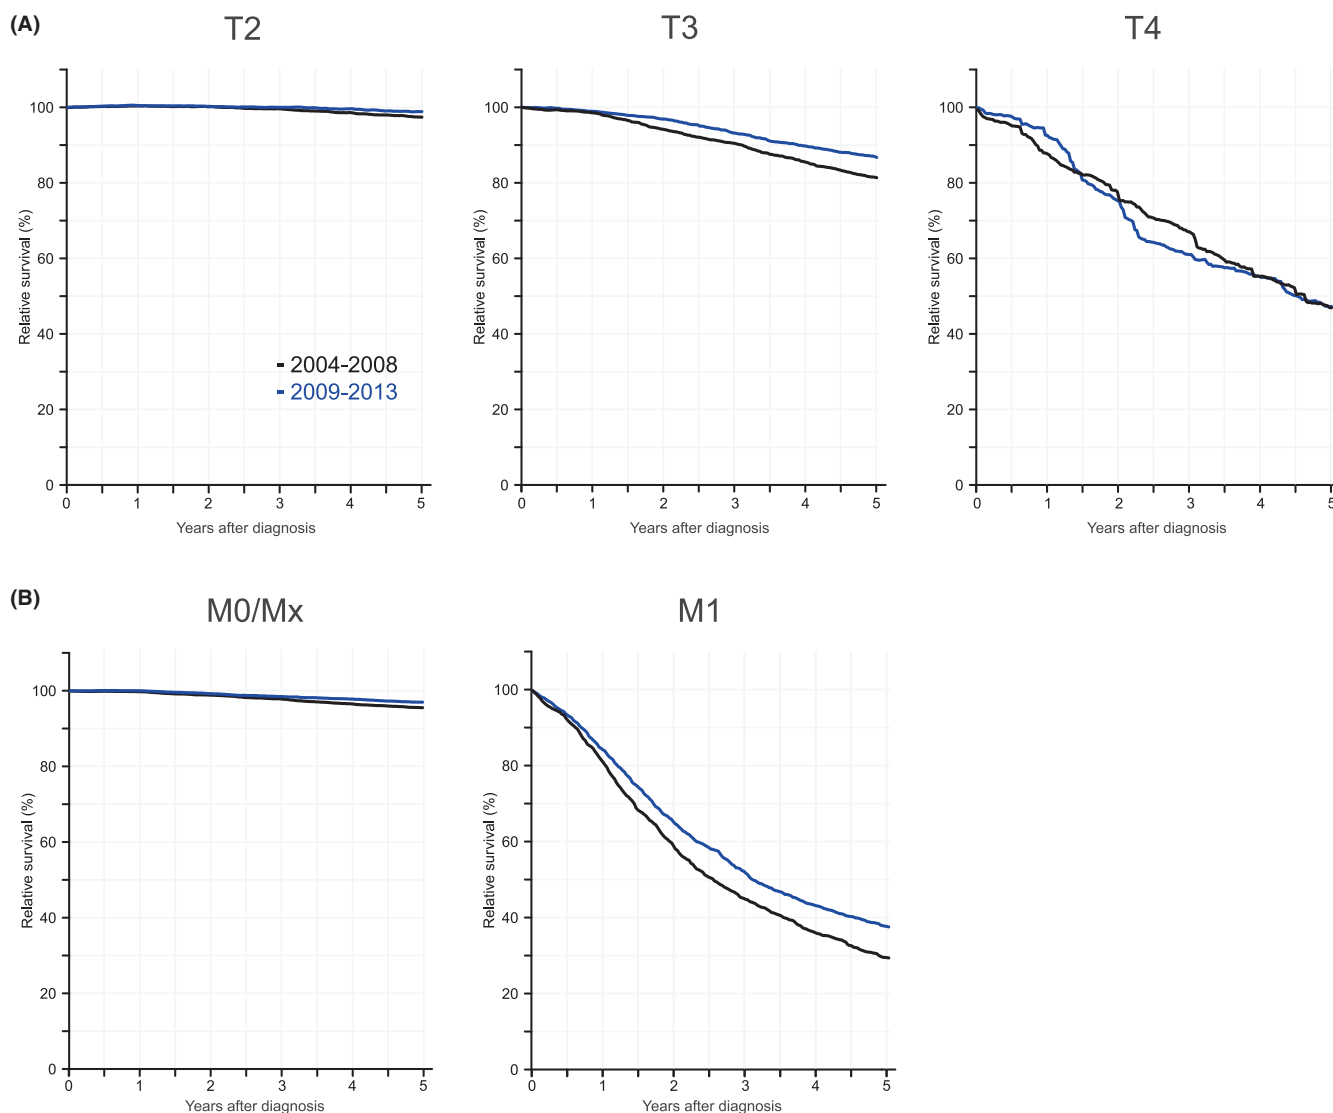 (A)
T2
T3
T4
Relative survival (%)
100
80
60
40
20
0
2004-2008
2009-2013
0 1 2 3 4 5
Years after diagnosis
Relative survival (%)
100
80
60
40
20
0
0 1 2 3 4 5
Years after diagnosis
Relative survival (%)
100
80
60
40
20
0
0 1 2 3 4 5
Years after diagnosis
(B)
M0/Mx
M1
Relative survival (%)
100
80
60
40
20
0
0 1 2 3 4 5
Years after diagnosis
Relative survival (%)
100
80
60
40
20
0
0 1 2 3 4 5
Years after diagnosis